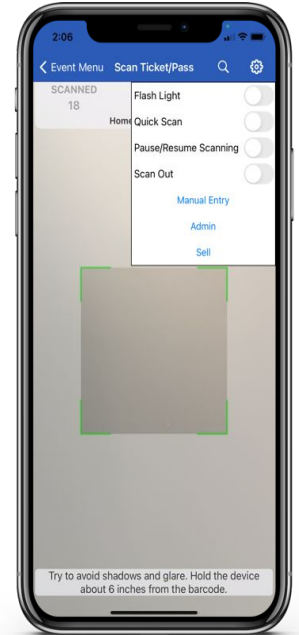 2:06
Event Menu Scan Ticket/Pass
SCANNED
18
Home
Flash Light
Quick Scan
Pause/Resume Scanning
Scan Out
Manual Entry
Admin
Sell
Try to avoid shadows and glare. Hold the device
about 6 inches from the barcode.